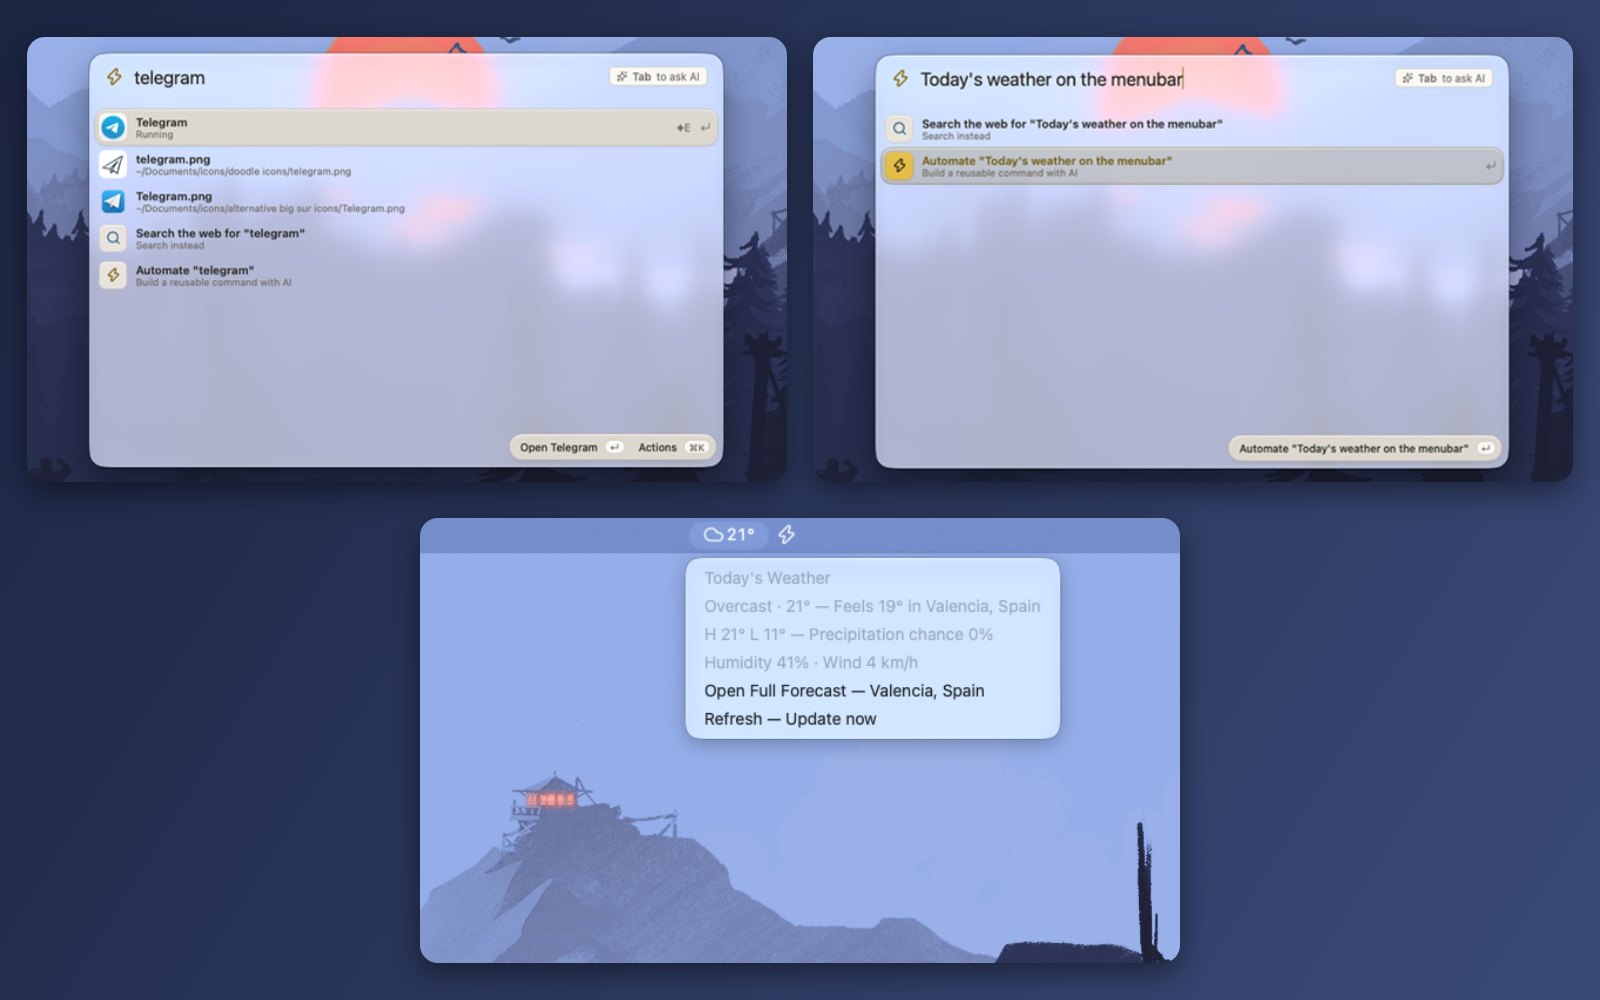 telegram
Tab to ask AI
Telegram
Running
✦E ↵
telegram.png
~/Documents/icons/doodle icons/telegram.png
Telegram.png
~/Documents/icons/alternative big sur icons/Telegram.png
Search the web for "telegram"
Search instead
Automate "telegram"
Build a reusable command with AI
Open Telegram ↵ Actions ⌘K
Today's weather on the menubar
Tab to ask AI
Search the web for "Today's weather on the menubar"
Search instead
Automate "Today's weather on the menubar"
Build a reusable command with AI
↵
Automate "Today's weather on the menubar" ↵
21°
Today's Weather
Overcast · 21° — Feels 19° in Valencia, Spain
H 21° L 11° — Precipitation chance 0%
Humidity 41% · Wind 4 km/h
Open Full Forecast — Valencia, Spain
Refresh — Update now